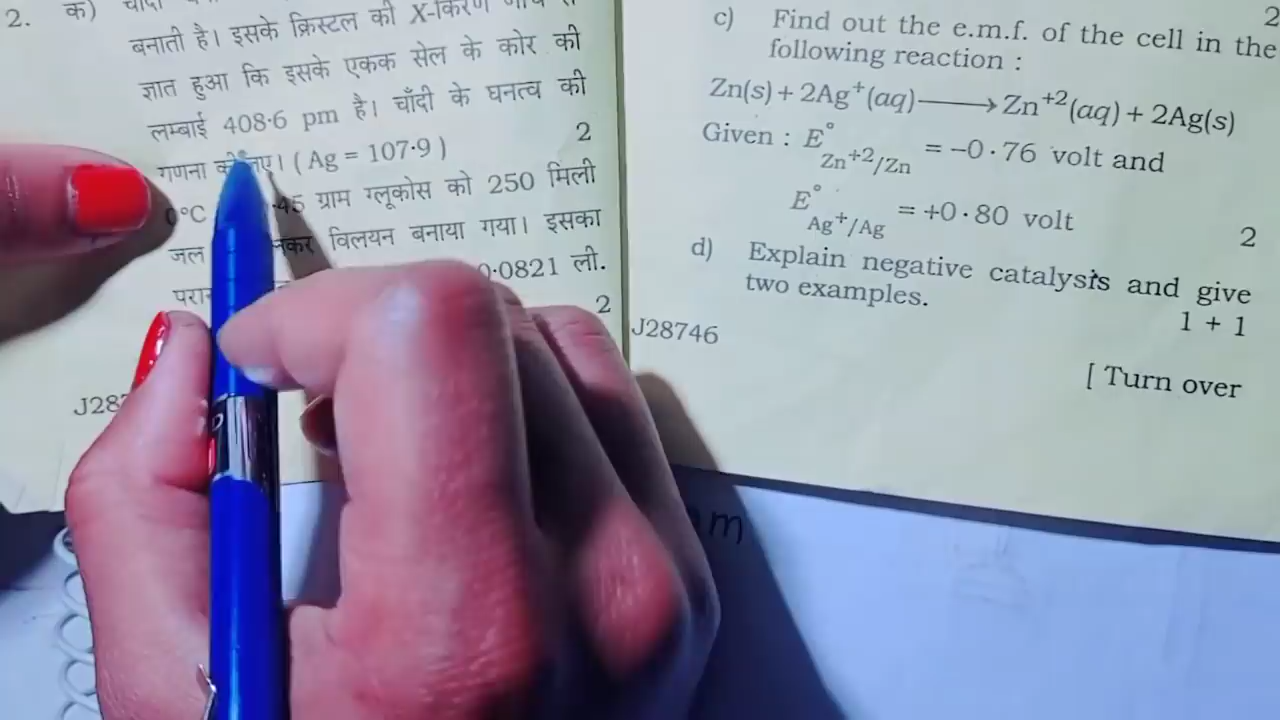 2. क) चाँदी
बनाती है। इसके क्रिस्टल की X-किरण जाँच से
ज्ञात हुआ कि इसके एकक सेल के कोर की
लम्बाई 408·6 pm है। चाँदी के घनत्व की
गणना कीजिए। ( Ag = 107·9 ) 2
0°C ·45 ग्राम ग्लूकोस को 250 मिली
जल विलयन बनाया गया। इसका
0·0821 ली.
2
J287
2
c) Find out the e.m.f. of the cell in the
following reaction :
Zn(s) + 2Ag⁺(aq) ⟶ Zn⁺²(aq) + 2Ag(s)
Given : E° Zn⁺²/Zn = –0·76 volt and
E° Ag⁺/Ag = +0·80 volt
2
d) Explain negative catalysis and give
two examples. 1 + 1
J28746
[ Turn over